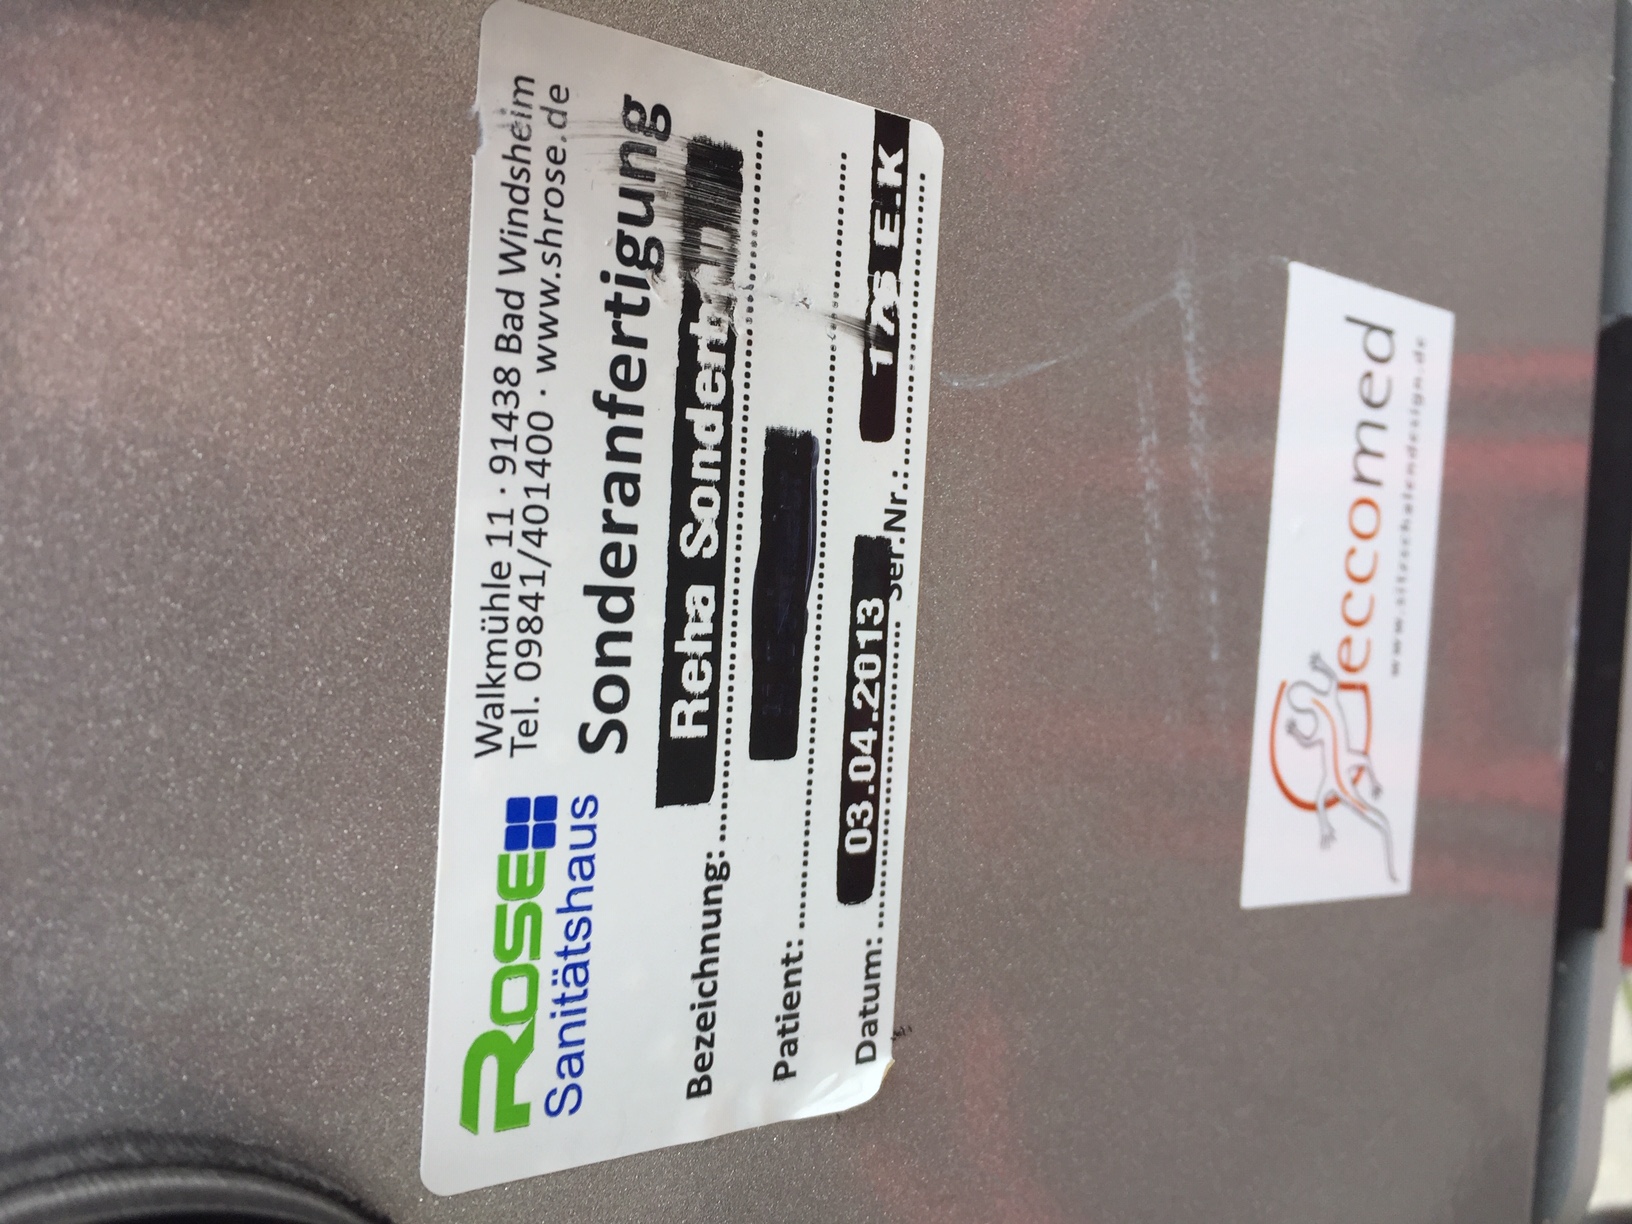 ROSE
Sanitätshaus
Walkmühle 11 · 91438 Bad Windsheim
Tel. 09841/401400 · www.shrose.de
Sonderanfertigung
Bezeichnung: Reha Sonderb
Patient:
Datum: 03.04.2013 Ser.Nr.: E.K
eccomed
www.sitzschalendesign.de